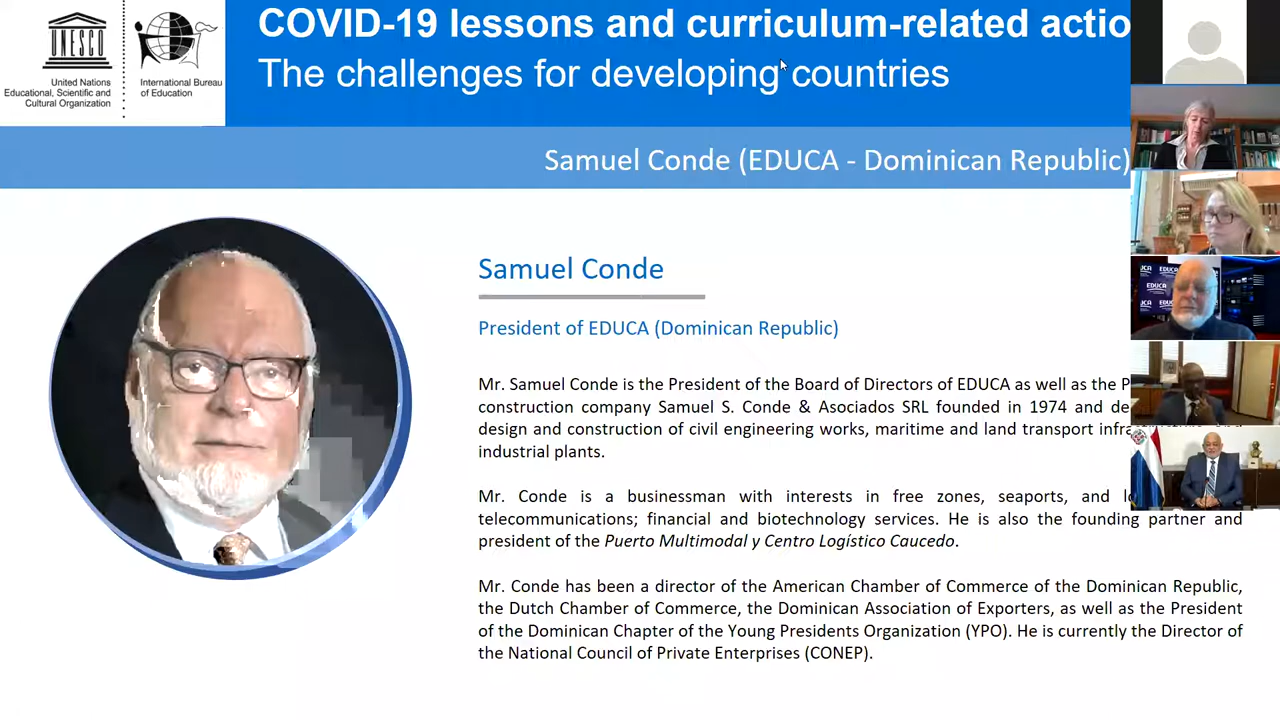 COVID-19 lessons and curriculum-related actio
The challenges for developing countries
UNESCO
United Nations
Educational, Scientific and
Cultural Organization
International Bureau
of Education
Samuel Conde (EDUCA - Dominican Republic)
Samuel Conde
President of EDUCA (Dominican Republic)
Mr. Samuel Conde is the President of the Board of Directors of EDUCA as well as the P
construction company Samuel S. Conde & Asociados SRL founded in 1974 and de
design and construction of civil engineering works, maritime and land transport infra
industrial plants.
Mr. Conde is a businessman with interests in free zones, seaports, and lo
telecommunications; financial and biotechnology services. He is also the founding partner and
president of the Puerto Multimodal y Centro Logístico Caucedo.
Mr. Conde has been a director of the American Chamber of Commerce of the Dominican Republic,
the Dutch Chamber of Commerce, the Dominican Association of Exporters, as well as the President
of the Dominican Chapter of the Young Presidents Organization (YPO). He is currently the Director of
the National Council of Private Enterprises (CONEP).
EDUCA